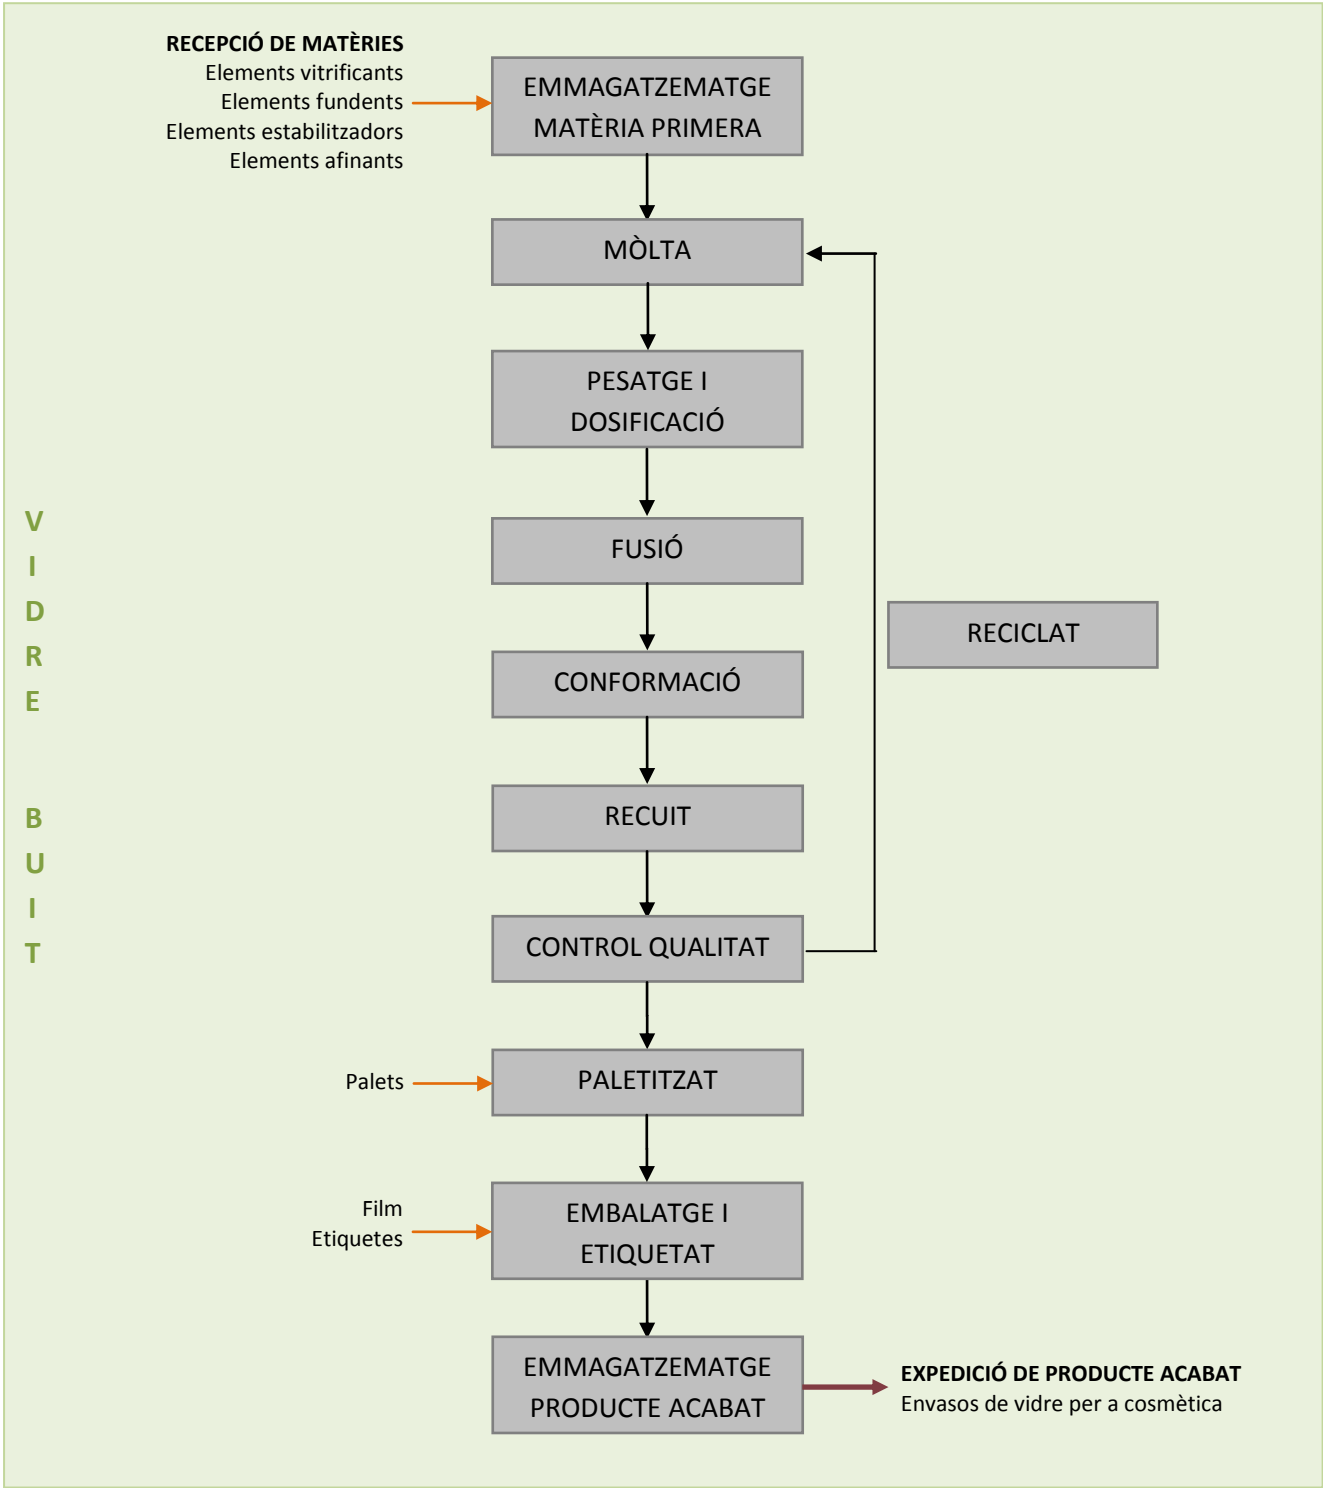 RECEPCIÓ DE MATÈRIES
Elements vitrificants
Elements fundents
Elements estabilitzadors
Elements afinants
EMMAGATZEMATGE
MATÈRIA PRIMERA
MÒLTA
PESATGE I
DOSIFICACIÓ
FUSIÓ
CONFORMACIÓ
RECICLAT
RECUIT
CONTROL QUALITAT
Palets
PALETITZAT
Film
Etiquetes
EMBALATGE I
ETIQUETAT
EMMAGATZEMATGE
PRODUCTE ACABAT
EXPEDICIÓ DE PRODUCTE ACABAT
Envasos de vidre per a cosmètica
V
I
D
R
E
B
U
I
T